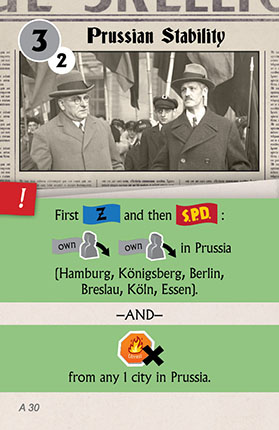 3
2
Prussian Stability
!
First Z and then S.P.D. :
own own in Prussia
(Hamburg, Königsberg, Berlin,
Breslau, Köln, Essen).
–AND–
from any 1 city in Prussia.
A 30